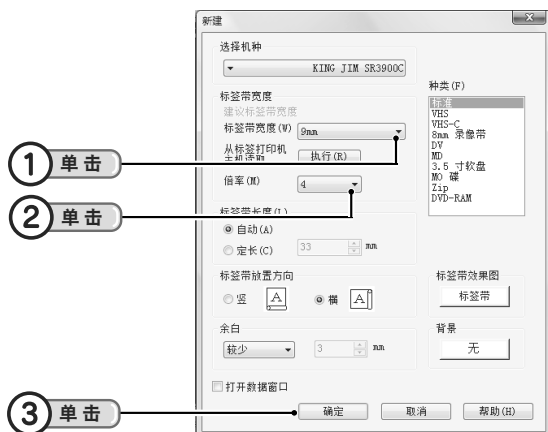 新建
选择机种
KING JIM SR3900C
标签带宽度
建议标签带宽度
标签带宽度(W) 9mm
从标签打印机
主机读取 执行(R)
倍率(M) 4
标签带长度(L)
自动(A)
定长(C) 33 mm
标签带放置方向
竖 A 横 A
余白
较少 3 mm
打开数据窗口
种类(F)
标准
VHS
VHS-C
8mm 录像带
DV
MD
3.5 寸软盘
MO 碟
Zip
DVD-RAM
标签带效果图
标签带
背景
无
确定 取消 帮助(H)
1 单击
2 单击
3 单击